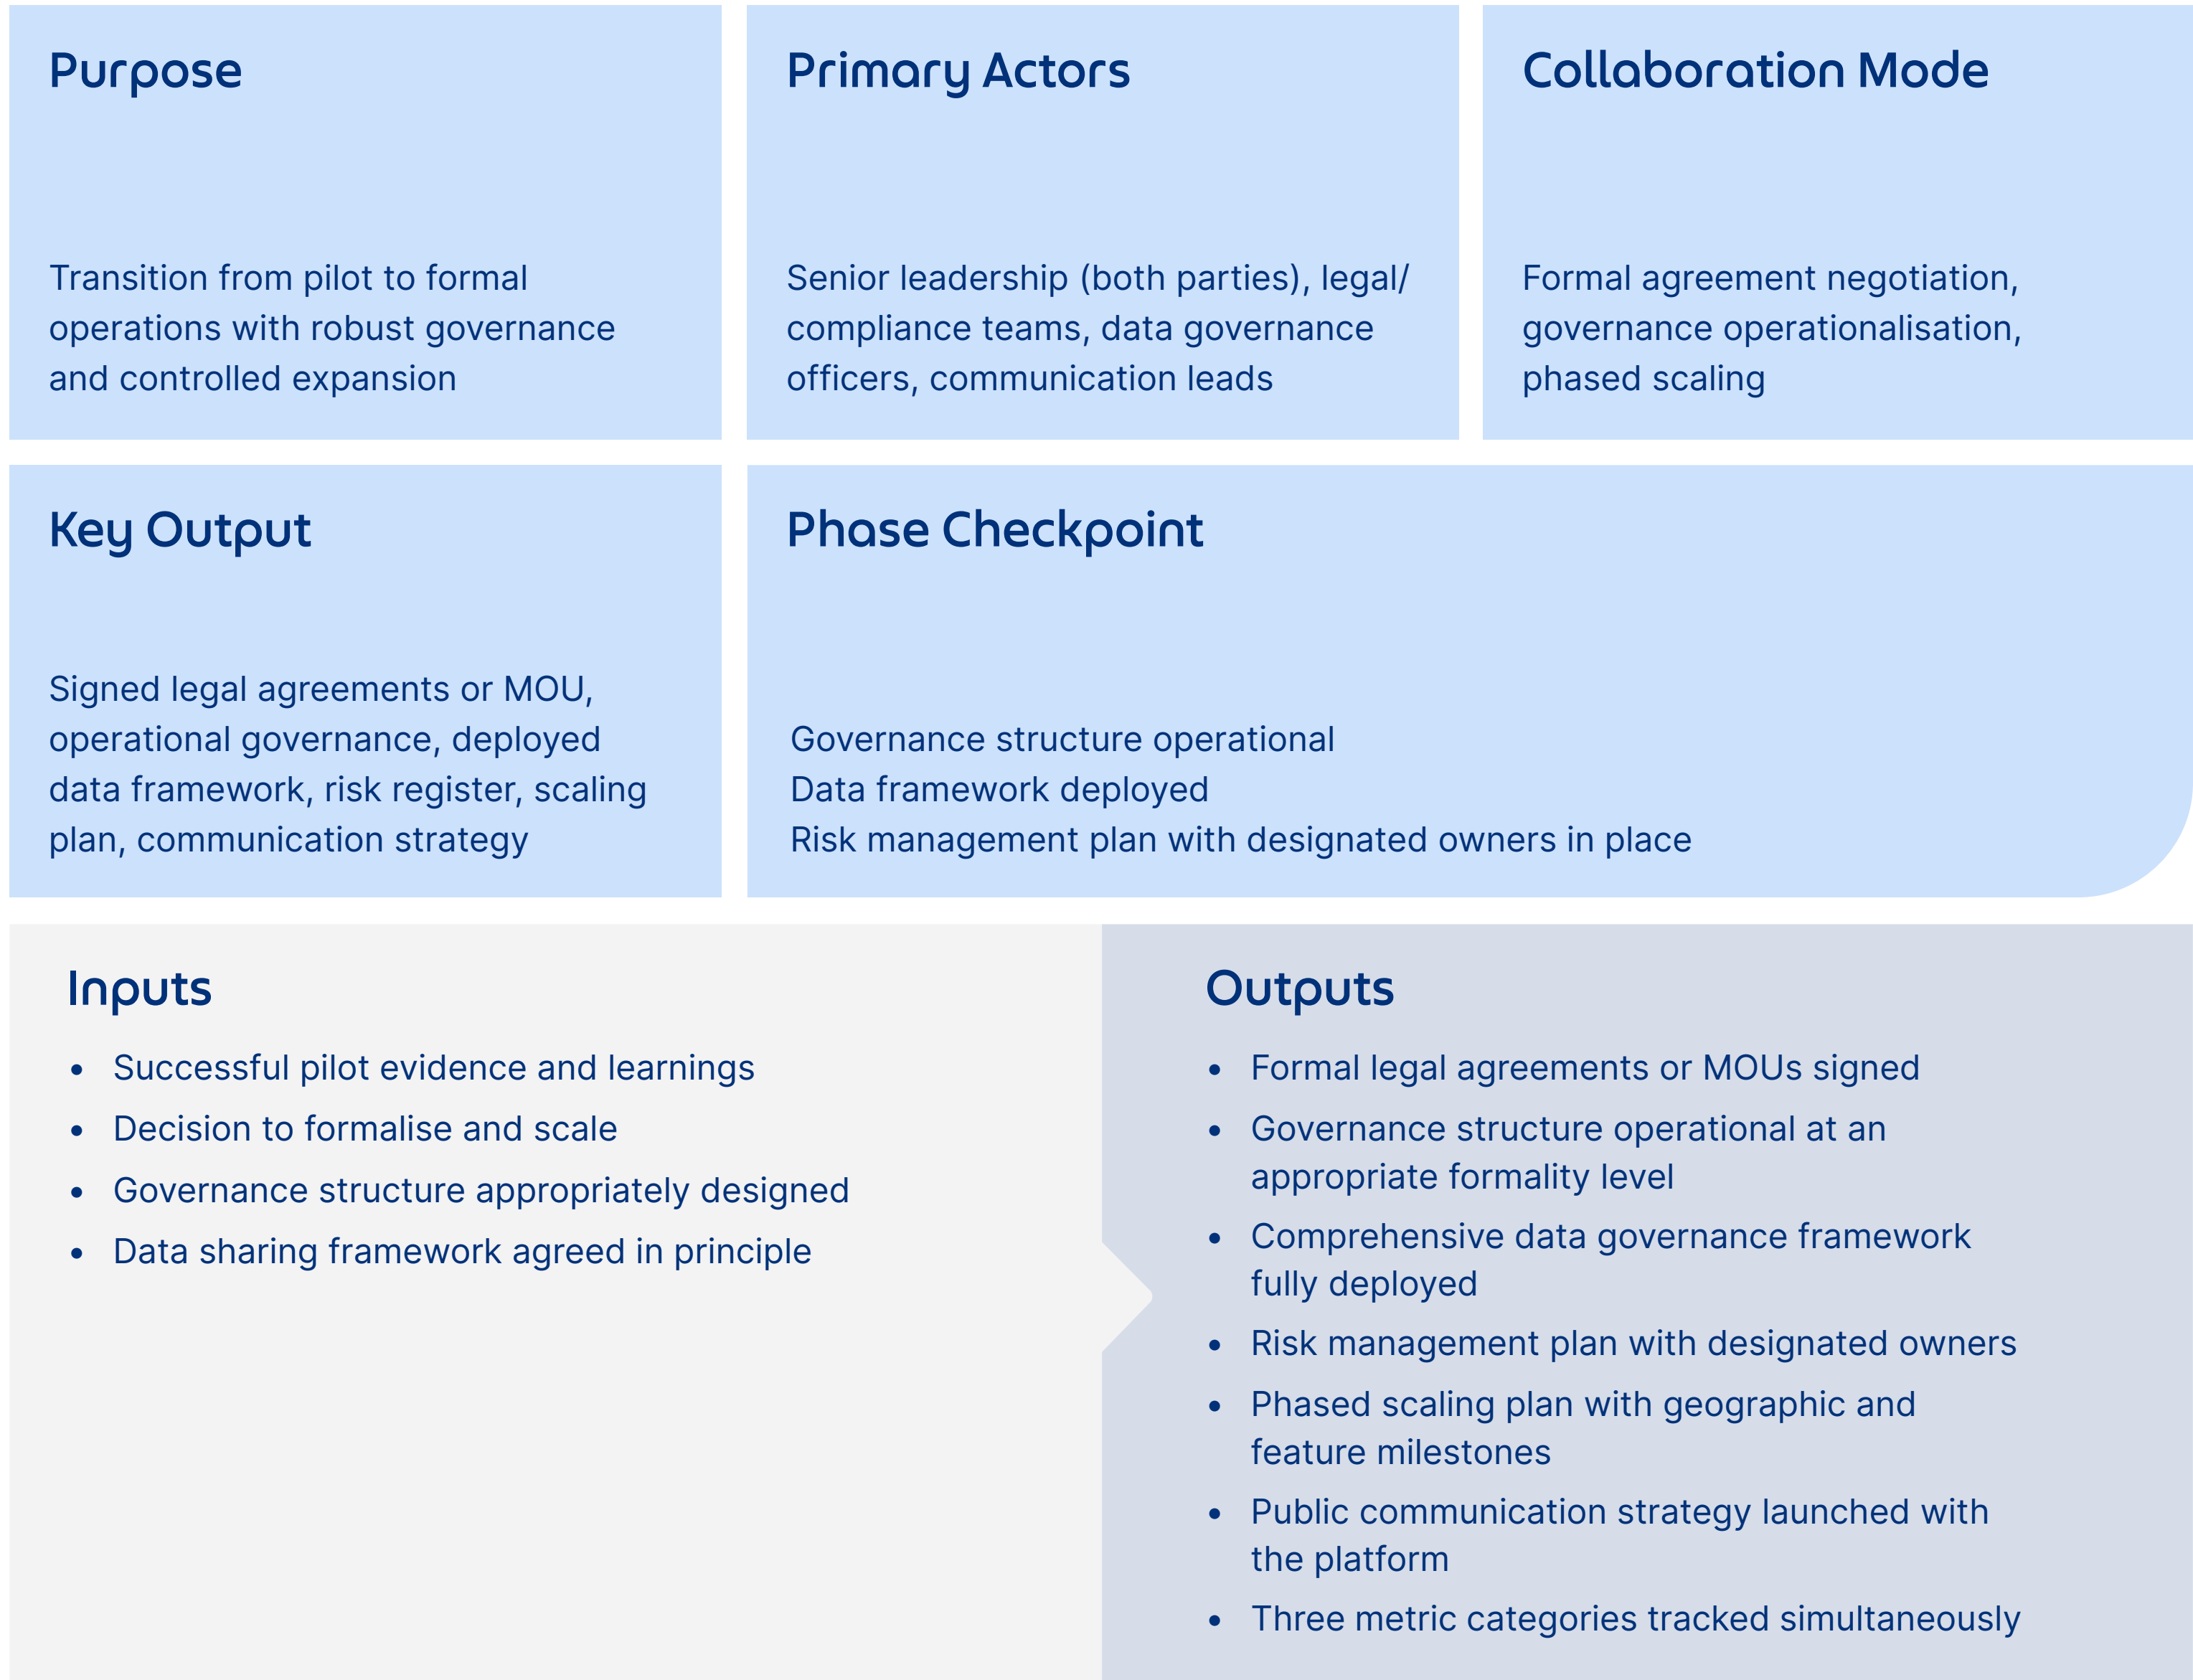 Purpose
Transition from pilot to formal
operations with robust governance
and controlled expansion
Primary Actors
Senior leadership (both parties), legal/
compliance teams, data governance
officers, communication leads
Collaboration Mode
Formal agreement negotiation,
governance operationalisation,
phased scaling
Key Output
Signed legal agreements or MOU,
operational governance, deployed
data framework, risk register, scaling
plan, communication strategy
Phase Checkpoint
Governance structure operational
Data framework deployed
Risk management plan with designated owners in place
Inputs
• Successful pilot evidence and learnings
• Decision to formalise and scale
• Governance structure appropriately designed
• Data sharing framework agreed in principle
Outputs
• Formal legal agreements or MOUs signed
• Governance structure operational at an
appropriate formality level
• Comprehensive data governance framework
fully deployed
• Risk management plan with designated owners
• Phased scaling plan with geographic and
feature milestones
• Public communication strategy launched with
the platform
• Three metric categories tracked simultaneously